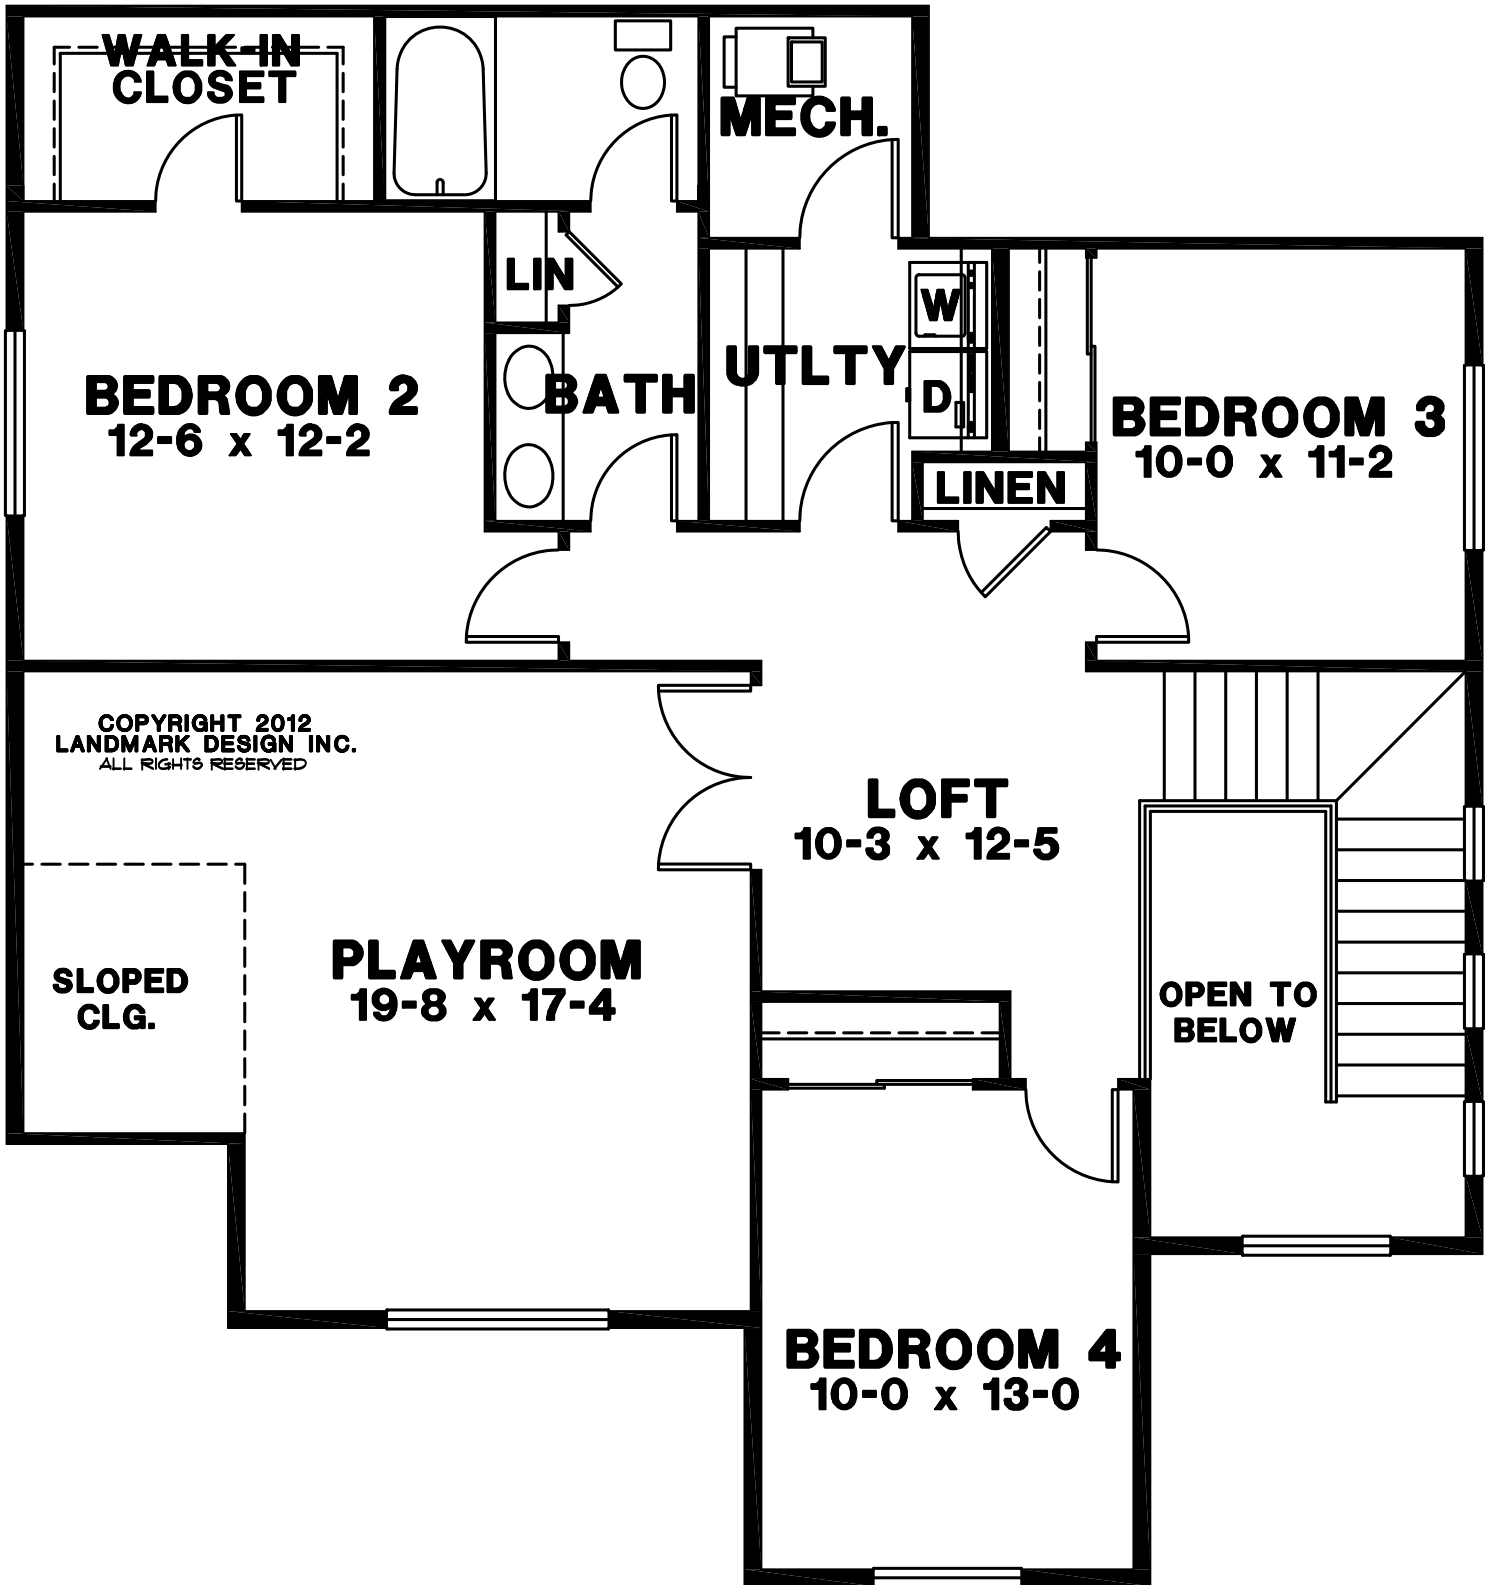 WALK-IN
CLOSET
MECH.
LIN
W
UTLTY
D
BATH
BEDROOM 2
12-6 x 12-2
BEDROOM 3
10-0 x 11-2
LINEN
COPYRIGHT 2012
LANDMARK DESIGN INC.
ALL RIGHTS RESERVED
LOFT
10-3 x 12-5
PLAYROOM
19-8 x 17-4
SLOPED
CLG.
OPEN TO
BELOW
BEDROOM 4
10-0 x 13-0